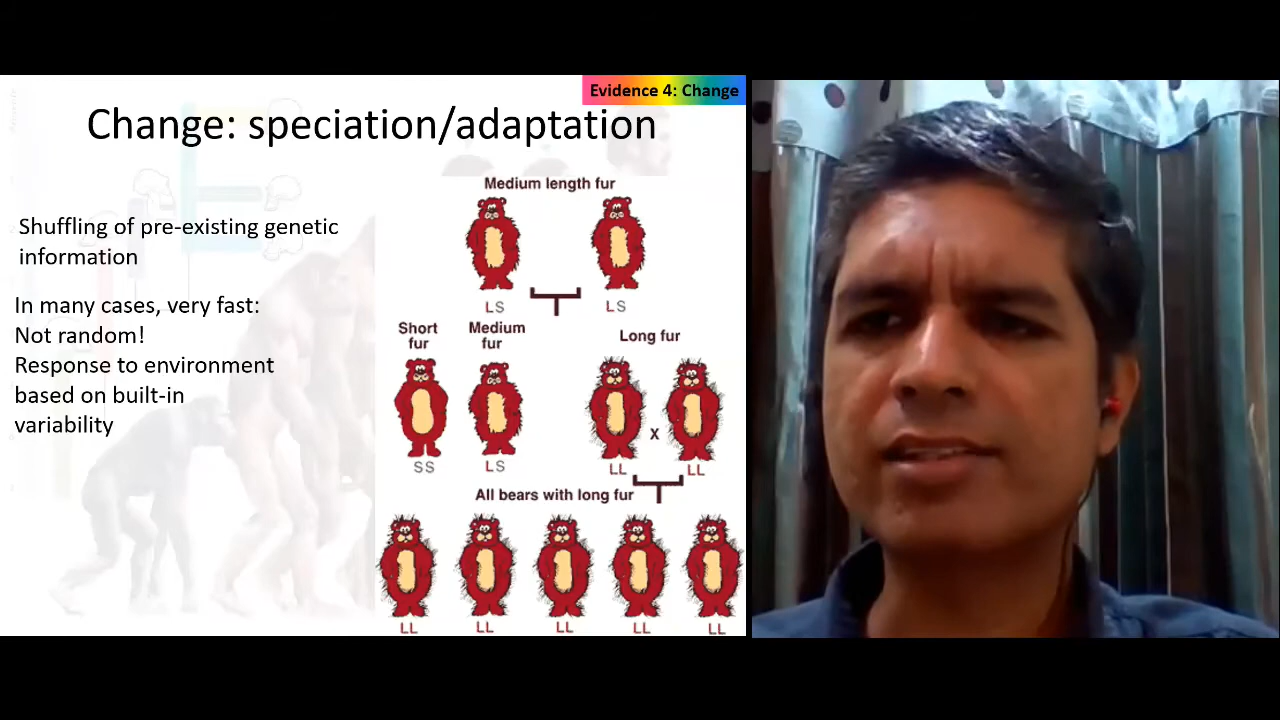 Evidence 4: Change
Change: speciation/adaptation
Shuffling of pre-existing genetic
information
In many cases, very fast:
Not random!
Response to environment
based on built-in
variability
Medium length fur
LS
LS
Short
fur
Medium
fur
Long fur
X
SS
LS
LL
LL
All bears with long fur
LL
LL
LL
LL
LL